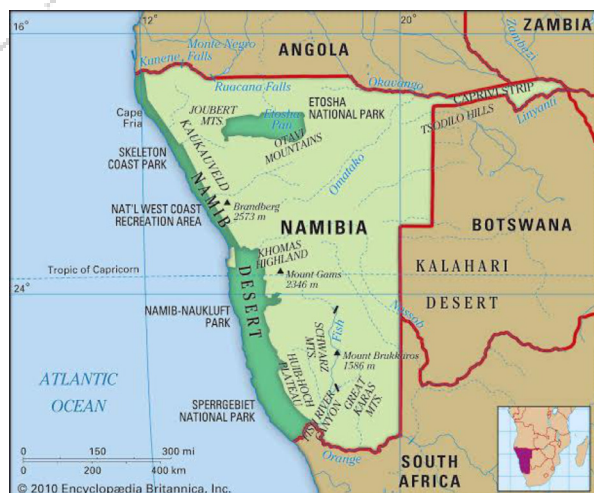 16°
12°
20°
ZAMBIA
ANGOLA
Zambezi
Monte Negro
Kunene Falls
Ruacana Falls
Okavango
CAPRIVI STRIP
Linyanti
TSODILO HILLS
Cape
Fria
JOUBERT
MTS.
Etosha
Pan
ETOSHA
NATIONAL PARK
OTAVI
MOUNTAINS
SKELETON
COAST PARK
KAUKAUVELD
Omatako
NAMIB
DESERT
NAT'L WEST COAST
RECREATION AREA
Brandberg
2573 m
NAMIBIA
BOTSWANA
KHOMAS
HIGHLAND
KALAHARI
DESERT
Tropic of Capricorn
Mount Gams
2346 m
24°
NAMIB-NAUKLUFT
PARK
Nossob
Fish
SCHWARZ
MTS.
Mount Brukkaros
1586 m
HUIB-HOCH
PLATEAU
ATLANTIC
OCEAN
SPERRGEBIET
NATIONAL PARK
FISH RIVER
CANYON
GREAT
KARAS
MTS.
Orange
SOUTH
AFRICA
0 150 300 mi
0 200 400 km
© 2010 Encyclopædia Britannica, Inc.